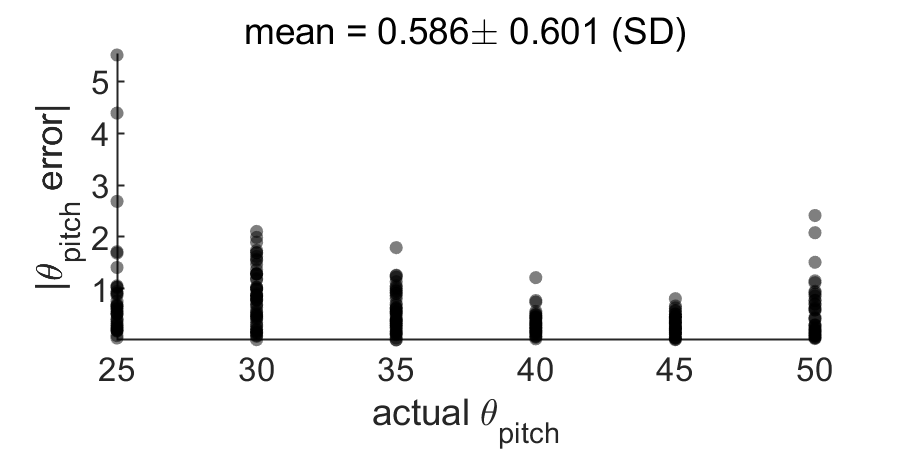 mean = 0.586± 0.601 (SD)
5
4
3
2
1
|θpitch error|
25 30 35 40 45 50
actual θpitch